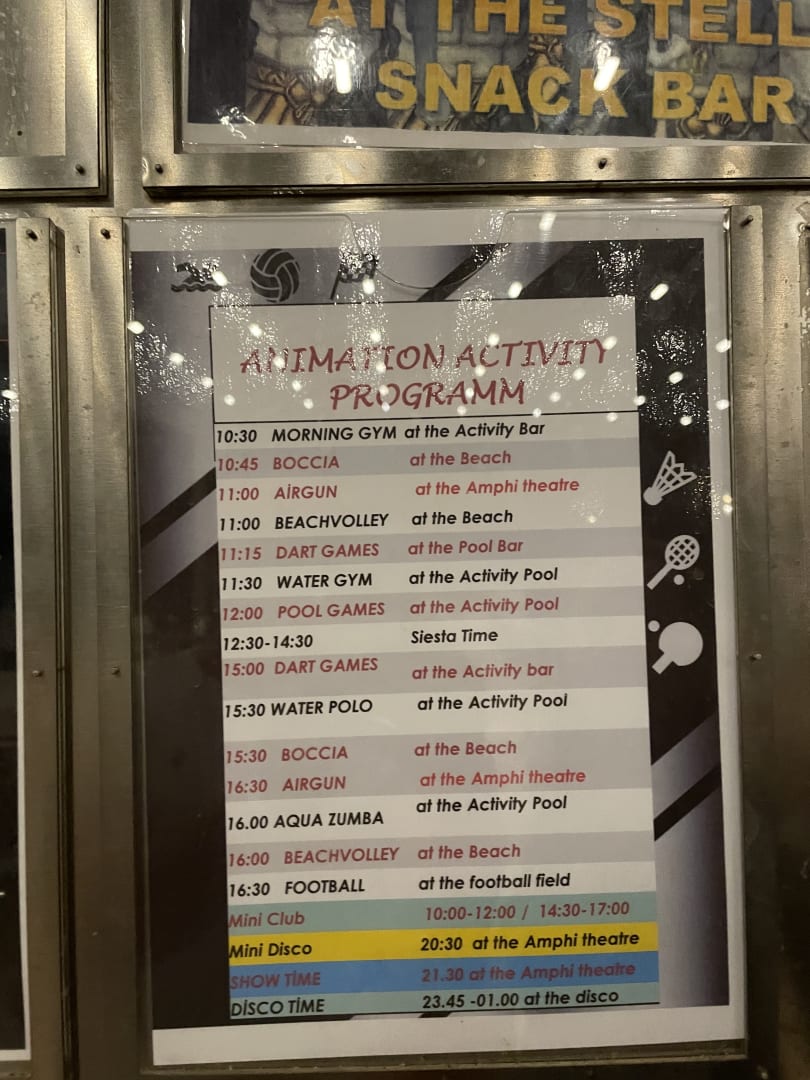 AT THE STELL
SNACK BAR
ANIMATION ACTIVITY
PROGRAMM
10:30 MORNING GYM at the Activity Bar
10:45 BOCCIA at the Beach
11:00 AİRGUN at the Amphi theatre
11:00 BEACHVOLLEY at the Beach
11:15 DART GAMES at the Pool Bar
11:30 WATER GYM at the Activity Pool
12:00 POOL GAMES at the Activity Pool
12:30-14:30 Siesta Time
15:00 DART GAMES at the Activity bar
15:30 WATER POLO at the Activity Pool
15:30 BOCCIA at the Beach
16:30 AIRGUN at the Amphi theatre
16.00 AQUA ZUMBA at the Activity Pool
16:00 BEACHVOLLEY at the Beach
16:30 FOOTBALL at the football field
Mini Club 10:00-12:00 / 14:30-17:00
Mini Disco 20:30 at the Amphi theatre
SHOW TİME 21.30 at the Amphi theatre
DİSCO TİME 23.45 -01.00 at the disco